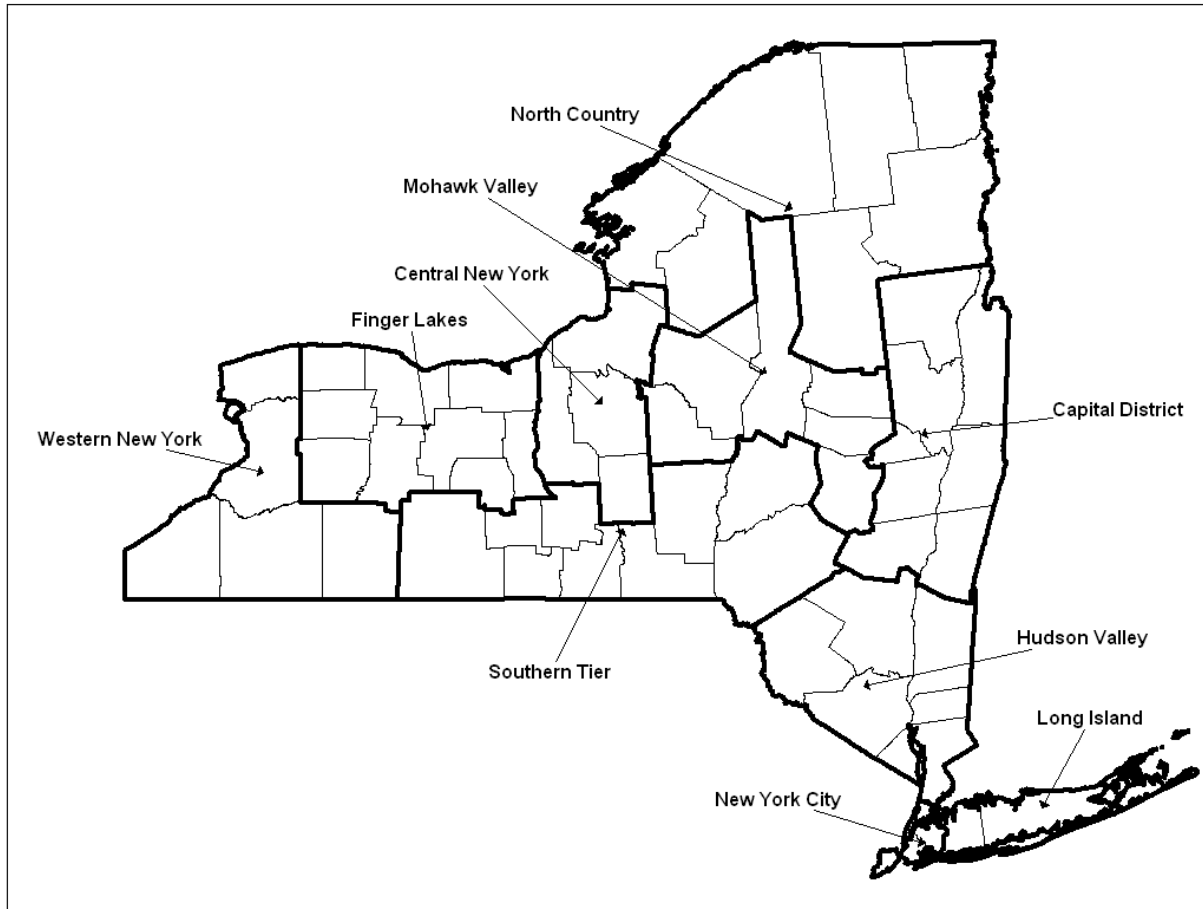 North Country
Mohawk Valley
Central New York
Finger Lakes
Capital District
Western New York
Hudson Valley
Southern Tier
Long Island
New York City